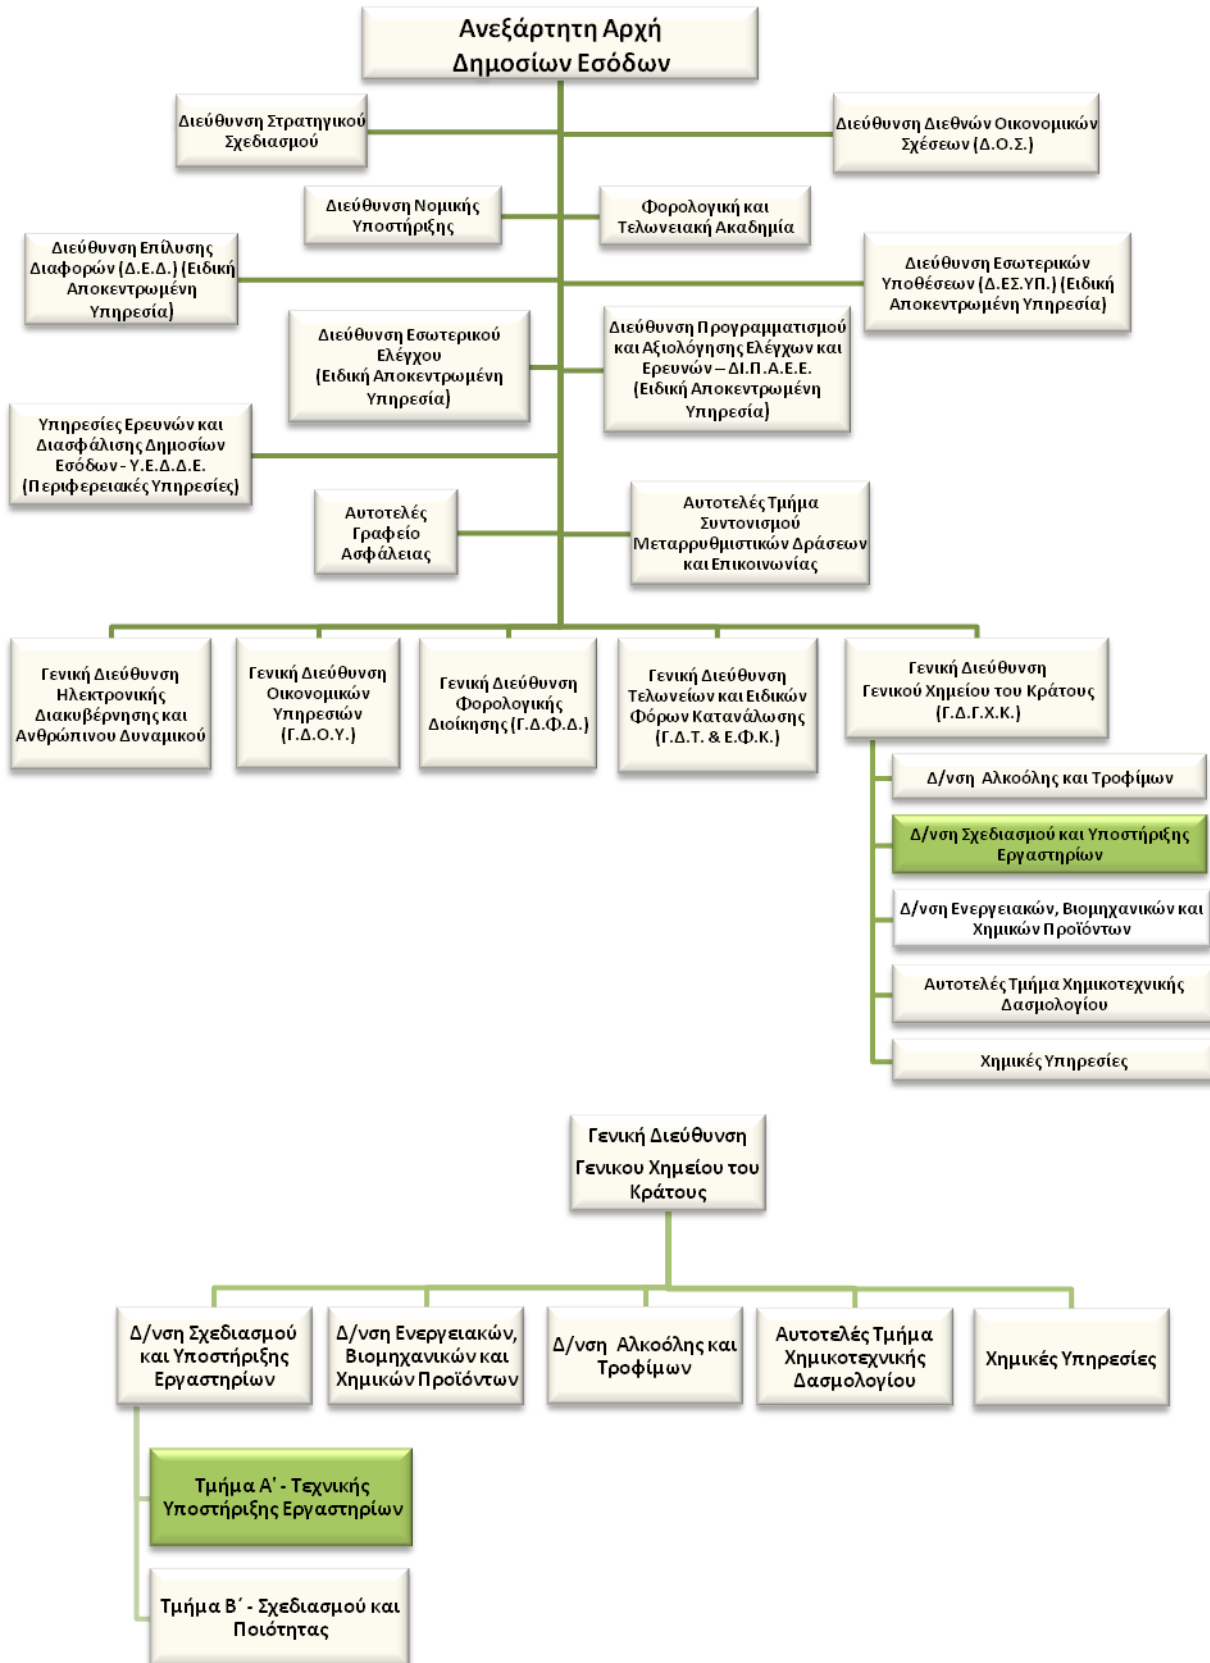 Ανεξάρτητη Αρχή
Δημοσίων Εσόδων
Διεύθυνση Στρατηγικού
Σχεδιασμού
Διεύθυνση Διεθνών Οικονομικών
Σχέσεων (Δ.Ο.Σ.)
Διεύθυνση Νομικής
Υποστήριξης
Φορολογική και
Τελωνειακή Ακαδημία
Διεύθυνση Επίλυσης
Διαφορών (Δ.Ε.Δ.) (Ειδική
Αποκεντρωμένη
Υπηρεσία)
Διεύθυνση Εσωτερικών
Υποθέσεων (Δ.ΕΣ.ΥΠ.) (Ειδική
Αποκεντρωμένη Υπηρεσία)
Διεύθυνση Εσωτερικού
Ελέγχου
(Ειδική Αποκεντρωμένη
Υπηρεσία)
Διεύθυνση Προγραμματισμού
και Αξιολόγησης Ελέγχων και
Ερευνών – ΔΙ.Π.Α.Ε.Ε.
(Ειδική Αποκεντρωμένη
Υπηρεσία)
Υπηρεσίες Ερευνών και
Διασφάλισης Δημοσίων
Εσόδων - Υ.Ε.Δ.Δ.Ε.
(Περιφερειακές Υπηρεσίες)
Αυτοτελές
Γραφείο
Ασφάλειας
Αυτοτελές Τμήμα
Συντονισμού
Μεταρρυθμιστικών Δράσεων
και Επικοινωνίας
Γενική Διεύθυνση
Ηλεκτρονικής
Διακυβέρνησης και
Ανθρώπινου Δυναμικού
Γενική Διεύθυνση
Οικονομικών
Υπηρεσιών
(Γ.Δ.Ο.Υ.)
Γενική Διεύθυνση
Φορολογικής
Διοίκησης (Γ.Δ.Φ.Δ.)
Γενική Διεύθυνση
Τελωνείων και Ειδικών
Φόρων Κατανάλωσης
(Γ.Δ.Τ. & Ε.Φ.Κ.)
Γενική Διεύθυνση
Γενικού Χημείου του Κράτους
(Γ.Δ.Γ.Χ.Κ.)
Δ/νση Αλκοόλης και Τροφίμων
Δ/νση Σχεδιασμού και Υποστήριξης
Εργαστηρίων
Δ/νση Ενεργειακών, Βιομηχανικών και
Χημικών Προϊόντων
Αυτοτελές Τμήμα Χημικοτεχνικής
Δασμολογίου
Χημικές Υπηρεσίες
Γενική Διεύθυνση
Γενικου Χημείου του
Κράτους
Δ/νση Σχεδιασμού
και Υποστήριξης
Εργαστηρίων
Δ/νση Ενεργειακών,
Βιομηχανικών και
Χημικών Προϊόντων
Δ/νση Αλκοόλης και
Τροφίμων
Αυτοτελές Τμήμα
Χημικοτεχνικής
Δασμολογίου
Χημικές Υπηρεσίες
Τμήμα Α' - Τεχνικής
Υποστήριξης Εργαστηρίων
Τμήμα Β΄ - Σχεδιασμού και
Ποιότητας